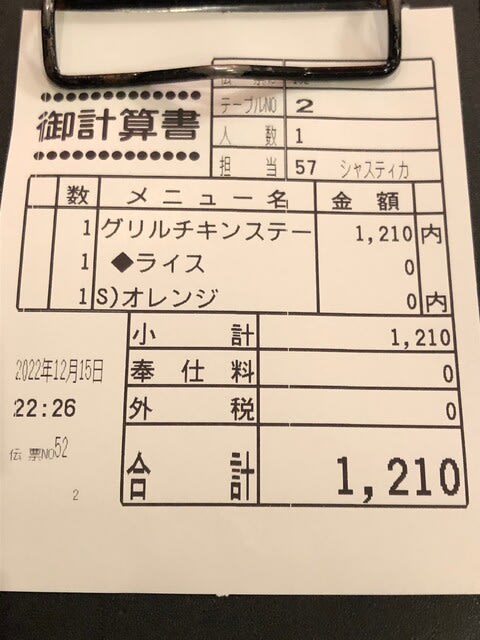 御計算書
テーブルNO 2
人数 1
担当 57 シャスティカ
数 メニュー名 金額
1 グリルチキンステー 1,210 内
1 ◆ライス 0
1 S)オレンジ 0 内
小計 1,210
奉仕料 0
外税 0
合計 1,210
2022年12月15日
22:26
伝票NO52
2